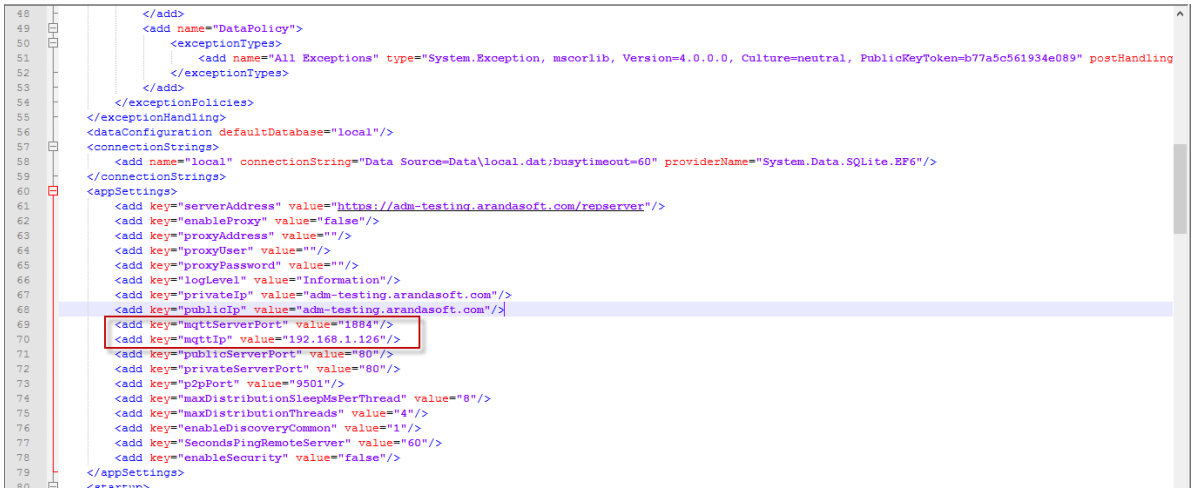 48 </add>
49 <add name="DataPolicy">
50 <exceptionTypes>
51 <add name="All Exceptions" type="System.Exception, mscorlib, Version=4.0.0.0, Culture=neutral, PublicKeyToken=b77a5c561934e089" postHandling
52 </exceptionTypes>
53 </add>
54 </exceptionPolicies>
55 </exceptionHandling>
56 <dataConfiguration defaultDatabase="local"/>
57 <connectionStrings>
58 <add name="local" connectionString="Data Source=Data\local.dat;busytimeout=60" providerName="System.Data.SQLite.EF6"/>
59 </connectionStrings>
60 <appSettings>
61 <add key="serverAddress" value="https://adm-testing.arandasoft.com/repserver"/>
62 <add key="enableProxy" value="false"/>
63 <add key="proxyAddress" value=""/>
64 <add key="proxyUser" value=""/>
65 <add key="proxyPassword" value=""/>
66 <add key="logLevel" value="Information"/>
67 <add key="privateIp" value="adm-testing.arandasoft.com"/>
68 <add key="publicIp" value="adm-testing.arandasoft.com"/>
69 <add key="mqttServerPort" value="1884"/>
70 <add key="mqttIp" value="192.168.1.126"/>
71 <add key="publicServerPort" value="80"/>
72 <add key="privateServerPort" value="80"/>
73 <add key="p2pPort" value="9501"/>
74 <add key="maxDistributionSleepMsPerThread" value="8"/>
75 <add key="maxDistributionThreads" value="4"/>
76 <add key="enableDiscoveryCommon" value="1"/>
77 <add key="SecondsPingRemoteServer" value="60"/>
78 <add key="enableSecurity" value="false"/>
79 </appSettings>
80 <startup>